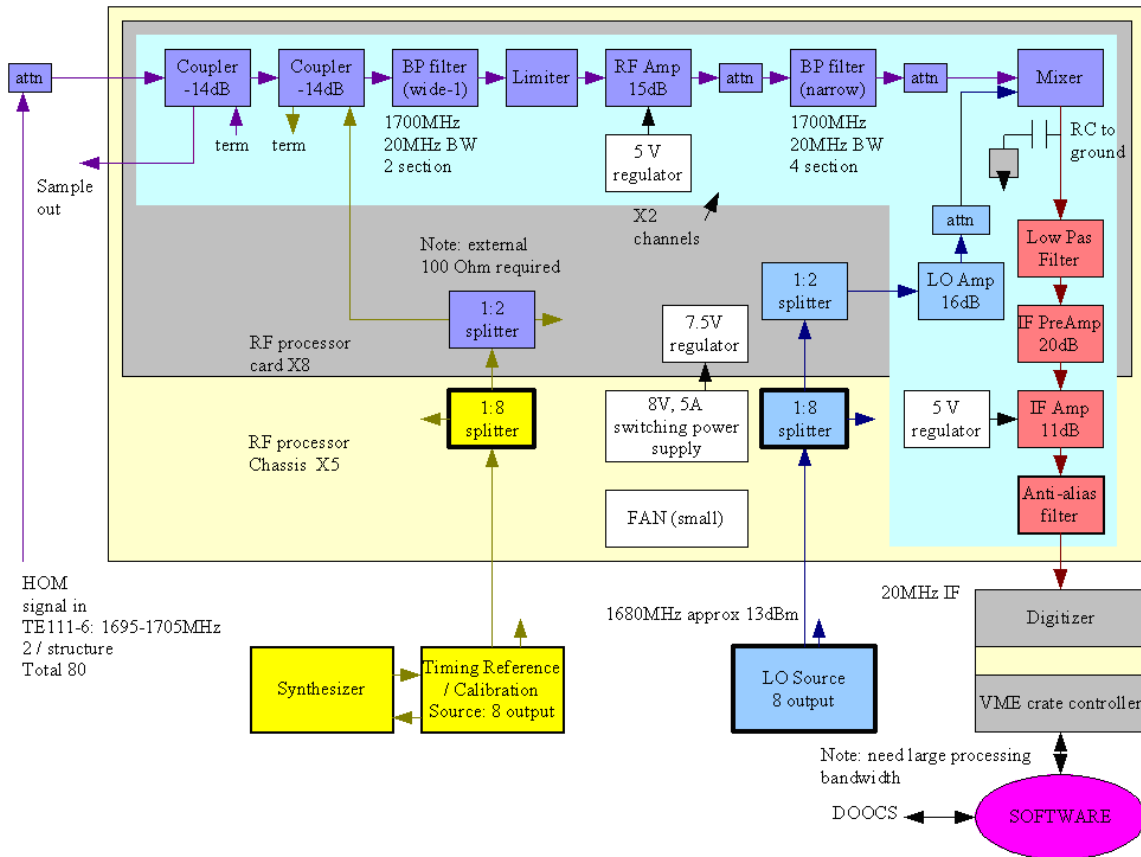 attn
Coupler
-14dB
Coupler
-14dB
BP filter
(wide-1)
Limiter
RF Amp
15dB
attn
BP filter
(narrow)
attn
Mixer
term
term
1700MHz
20MHz BW
2 section
5 V
regulator
1700MHz
20MHz BW
4 section
RC to
ground
Sample
out
X2
channels
attn
Note: external
100 Ohm required
Low Pas
Filter
1:2
splitter
LO Amp
16dB
1:2
splitter
7.5V
regulator
IF PreAmp
20dB
RF processor
card X8
1:8
splitter
8V, 5A
switching power
supply
1:8
splitter
5 V
regulator
IF Amp
11dB
RF processor
Chassis X5
FAN (small)
Anti-alias
filter
HOM
signal in
TE111-6: 1695-1705MHz
2 / structure
Total 80
1680MHz approx 13dBm
20MHz IF
Digitizer
Synthesizer
Timing Reference
/ Calibration
Source: 8 output
LO Source
8 output
VME crate controller
Note: need large processing
bandwidth
DOOCS
SOFTWARE